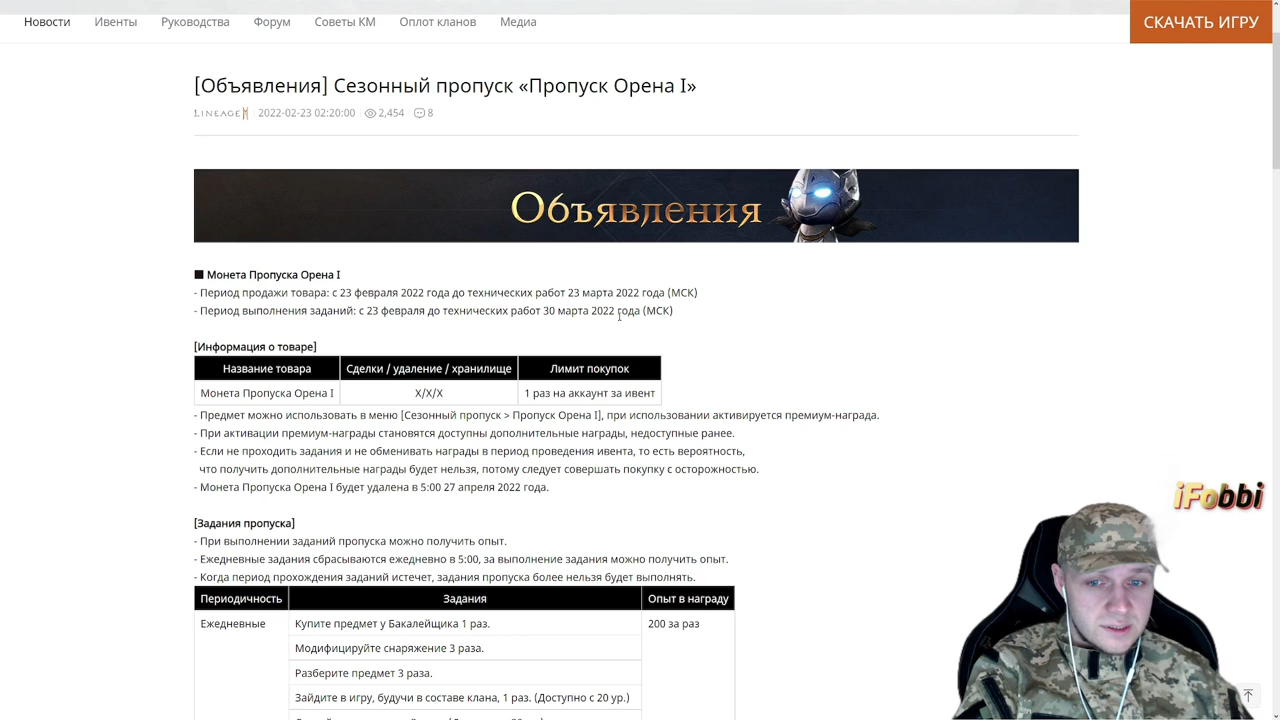 Новости Ивенты Руководства Форум Советы КМ Оплот кланов Медиа
СКАЧАТЬ ИГРУ
[Объявления] Сезонный пропуск «Пропуск Орена I»
LINEAGE M 2022-02-23 02:20:00 2,454 8
Объявления
■ Монета Пропуска Орена I
- Период продажи товара: с 23 февраля 2022 года до технических работ 23 марта 2022 года (МСК)
- Период выполнения заданий: с 23 февраля до технических работ 30 марта 2022 года (МСК)
[Информация о товаре]
Название товара Сделки / удаление / хранилище Лимит покупок
Монета Пропуска Орена I X/X/X 1 раз на аккаунт за ивент
- Предмет можно использовать в меню [Сезонный пропуск > Пропуск Орена I], при использовании активируется премиум-награда.
- При активации премиум-награды становятся доступны дополнительные награды, недоступные ранее.
- Если не проходить задания и не обменивать награды в период проведения ивента, то есть вероятность,
что получить дополнительные награды будет нельзя, потому следует совершать покупку с осторожностью.
- Монета Пропуска Орена I будет удалена в 5:00 27 апреля 2022 года.
iFobbi
[Задания пропуска]
- При выполнении заданий пропуска можно получить опыт.
- Ежедневные задания сбрасываются ежедневно в 5:00, за выполнение задания можно получить опыт.
- Когда период прохождения заданий истечет, задания пропуска более нельзя будет выполнять.
Периодичность Задания Опыт в награду
Ежедневные Купите предмет у Бакалейщика 1 раз. 200 за раз
Модифицируйте снаряжение 3 раза.
Разберите предмет 3 раза.
Зайдите в игру, будучи в составе клана, 1 раз. (Доступно с 20 ур.)